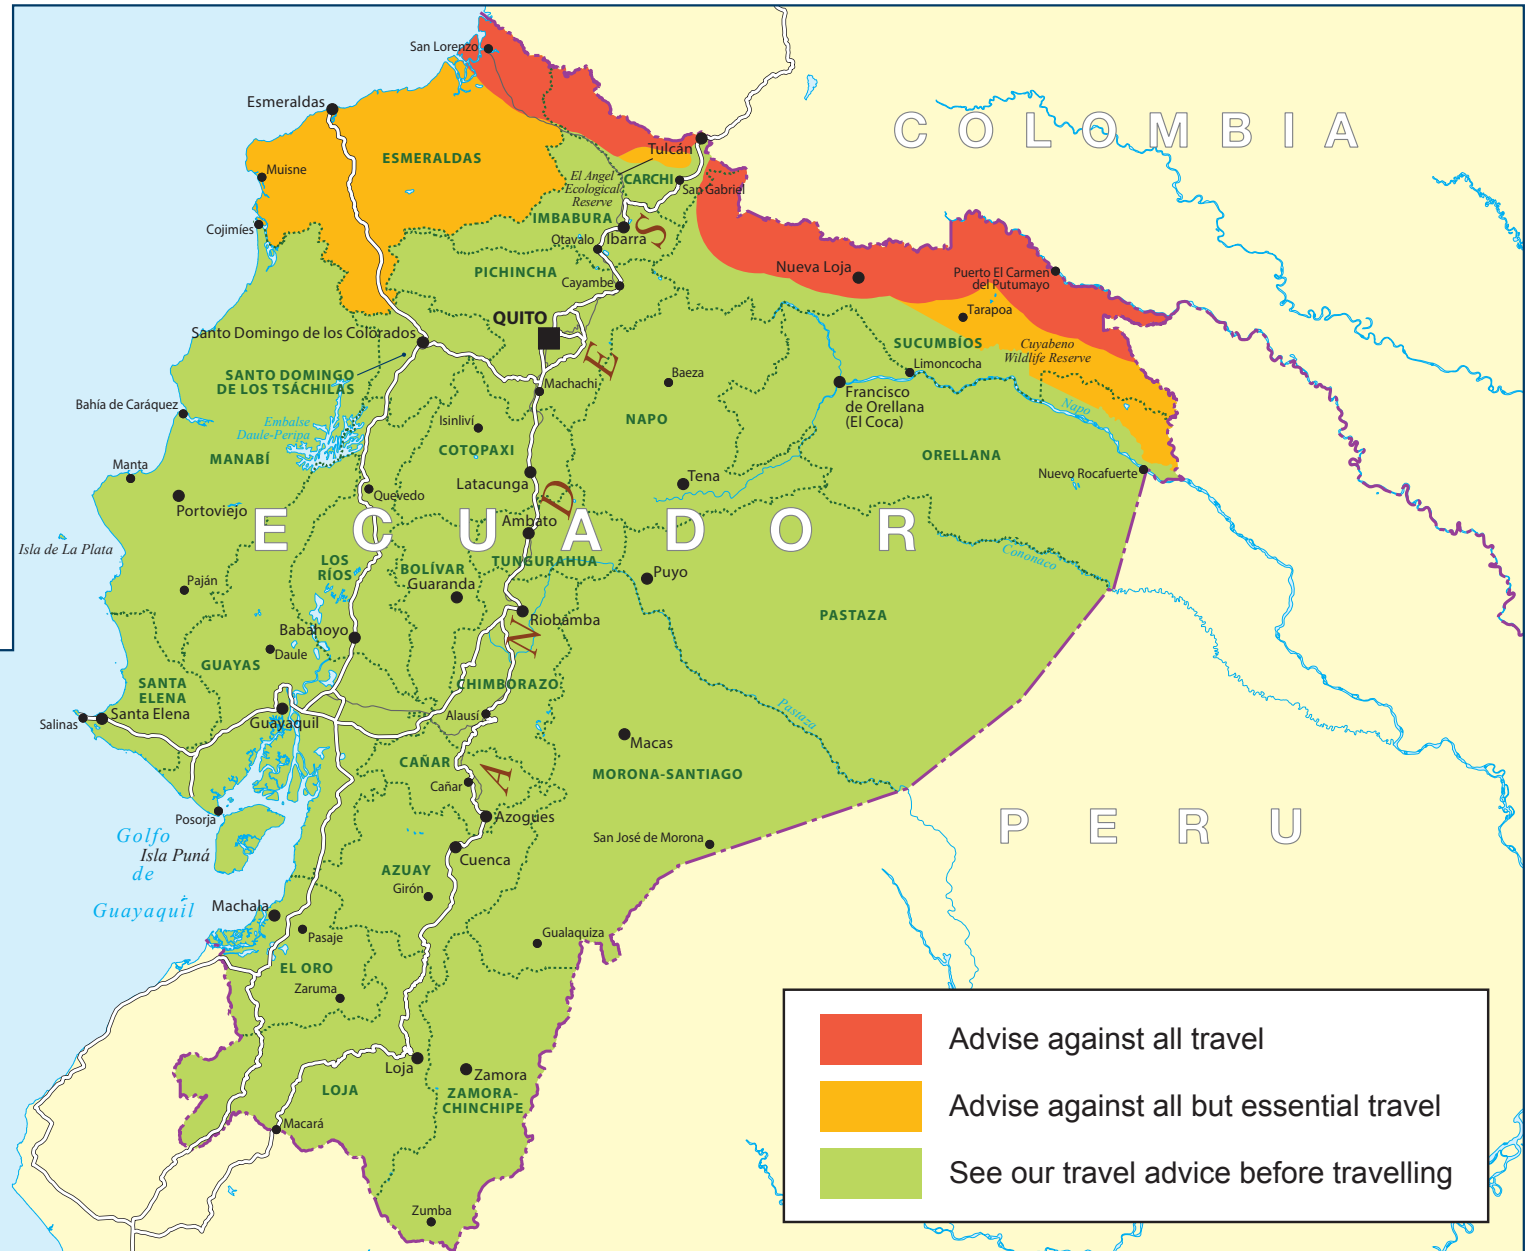 San Lorenzo
Esmeraldas
COLOMBIA
Tulcán
ESMERALDAS
Muisne
El Angel
Ecological
Reserve
CARCHI
San Gabriel
Cojimíes
IMBABURA
Otavalo
Ibarra
PICHINCHA
Cayambe
Nueva Loja
Puerto El Carmen
del Putumayo
Tarapoa
QUITO
Santo Domingo de los Colorados
SUCUMBÍOS
Cuyabeno
Wildlife Reserve
Limoncocha
SANTO DOMINGO
DE LOS TSÁCHILAS
Machachi
Baeza
Francisco
de Orellana
(El Coca)
Napo
Bahía de Caráquez
Embalse
Daule-Peripa
Isinliví
NAPO
COTOPAXI
MANABÍ
ORELLANA
Manta
Latacunga
Tena
Nuevo Rocafuerte
Quevedo
Portoviejo
ANDES
ECUADOR
Ambato
Isla de La Plata
Cononaco
LOS
RÍOS
BOLÍVAR
TUNGURAHUA
Guaranda
Puyo
Paján
PASTAZA
Riobamba
Babahoyo
Daule
GUAYAS
SANTA
ELENA
CHIMBORAZO
Pastaza
Salinas
Santa Elena
Guayaquil
Alausí
Macas
CAÑAR
MORONA-SANTIAGO
Cañar
Posorja
Azogues
PERU
Golfo
de
Guayaquil
Isla Puná
San José de Morona
Cuenca
AZUAY
Girón
Machala
Pasaje
Gualaquiza
EL ORO
Zaruma
Loja
Zamora
LOJA
ZAMORA-
CHINCHIPE
Macará
Zumba
Advise against all travel
Advise against all but essential travel
See our travel advice before travelling